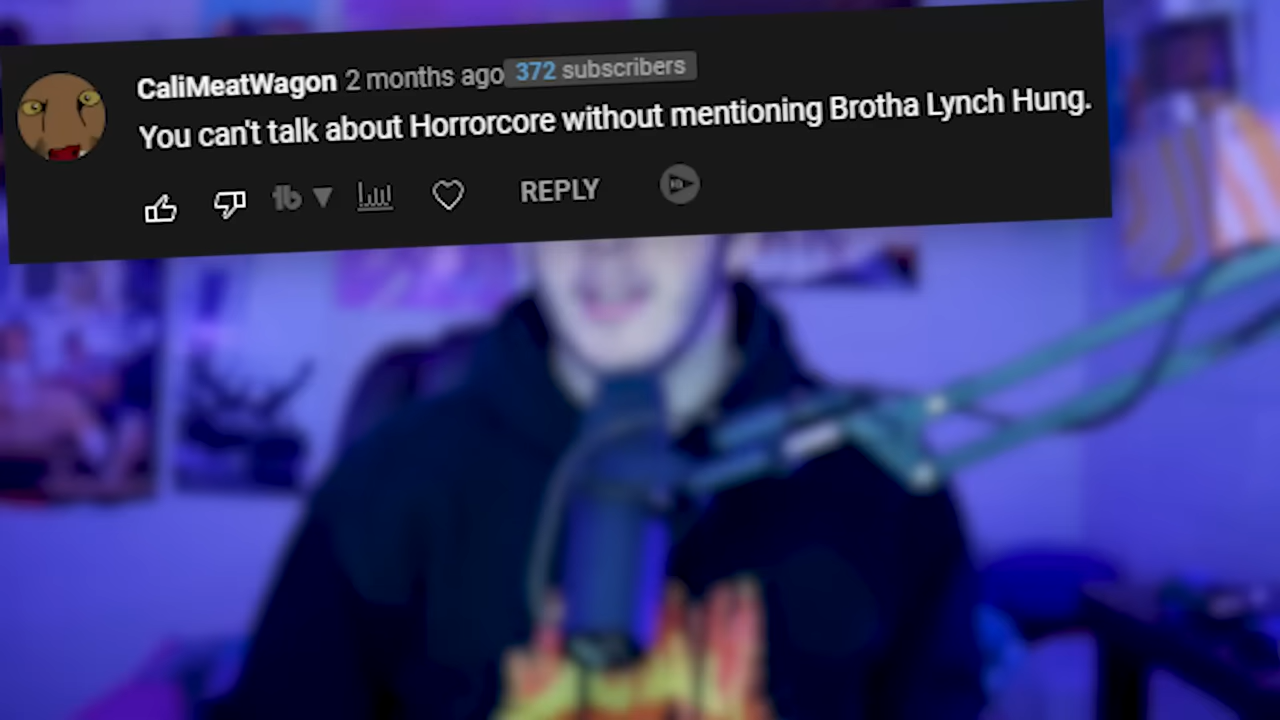 CaliMeatWagon 2 months ago 372 subscribers
You can't talk about Horrorcore without mentioning Brotha Lynch Hung.
REPLY